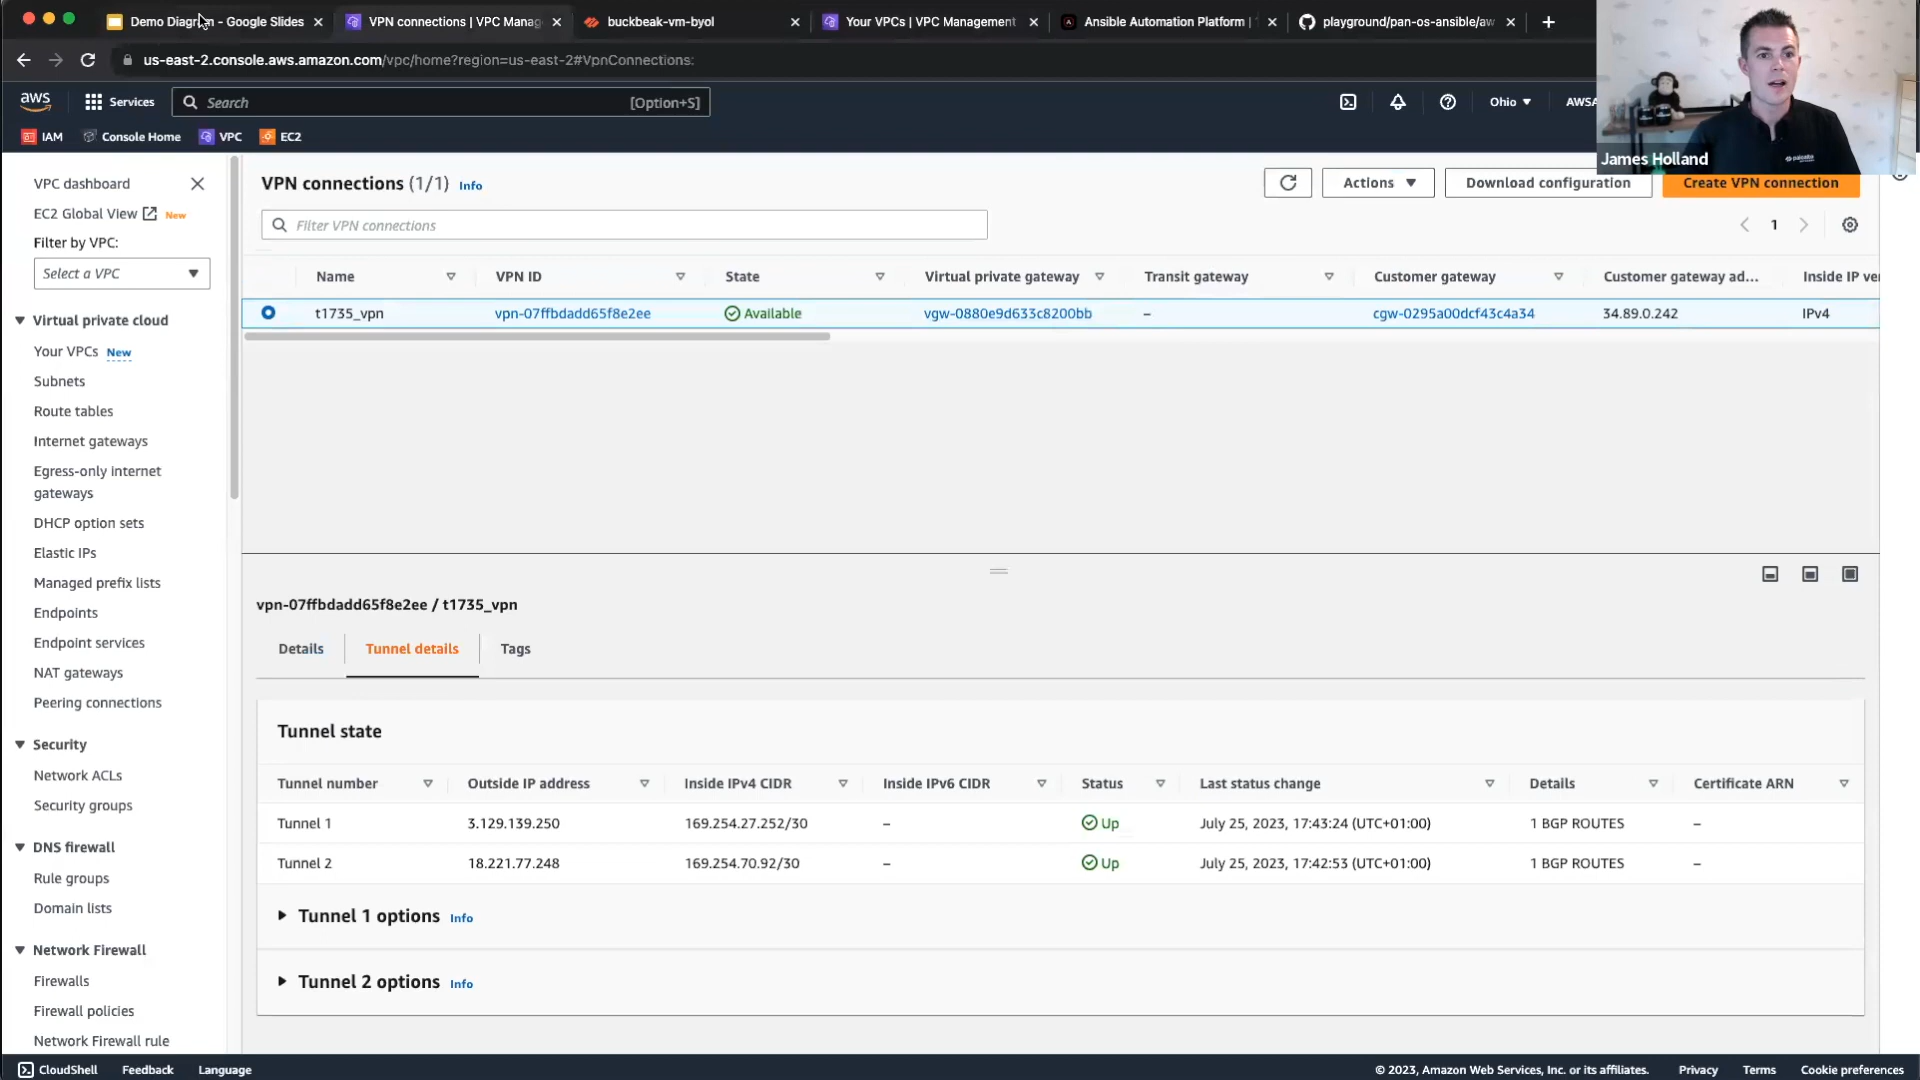 Demo Diagram - Google Slides
VPN connections | VPC Manag
buckbeak-vm-byol
Your VPCs | VPC Management
Ansible Automation Platform |
playground/pan-os-ansible/aw
us-east-2.console.aws.amazon.com/vpc/home?region=us-east-2#VpnConnections:
aws
Services
Search
[Option+S]
Ohio
AWSA
IAM
Console Home
VPC
EC2
James Holland
VPC dashboard
EC2 Global View New
Filter by VPC:
Select a VPC
Virtual private cloud
Your VPCs New
Subnets
Route tables
Internet gateways
Egress-only internet
gateways
DHCP option sets
Elastic IPs
Managed prefix lists
Endpoints
Endpoint services
NAT gateways
Peering connections
Security
Network ACLs
Security groups
DNS firewall
Rule groups
Domain lists
Network Firewall
Firewalls
Firewall policies
Network Firewall rule
VPN connections (1/1) Info
Actions
Download configuration
Create VPN connection
Filter VPN connections
1
Name VPN ID State Virtual private gateway Transit gateway Customer gateway Customer gateway ad... Inside IP ver
t1735_vpn vpn-07ffbdadd65f8e2ee Available vgw-0880e9d633c8200bb – cgw-0295a00dcf43c4a34 34.89.0.242 IPv4
vpn-07ffbdadd65f8e2ee / t1735_vpn
Details
Tunnel details
Tags
Tunnel state
Tunnel number Outside IP address Inside IPv4 CIDR Inside IPv6 CIDR Status Last status change Details Certificate ARN
Tunnel 1 3.129.139.250 169.254.27.252/30 – Up July 25, 2023, 17:43:24 (UTC+01:00) 1 BGP ROUTES –
Tunnel 2 18.221.77.248 169.254.70.92/30 – Up July 25, 2023, 17:42:53 (UTC+01:00) 1 BGP ROUTES –
Tunnel 1 options Info
Tunnel 2 options Info
CloudShell
Feedback
Language
© 2023, Amazon Web Services, Inc. or its affiliates.
Privacy
Terms
Cookie preferences